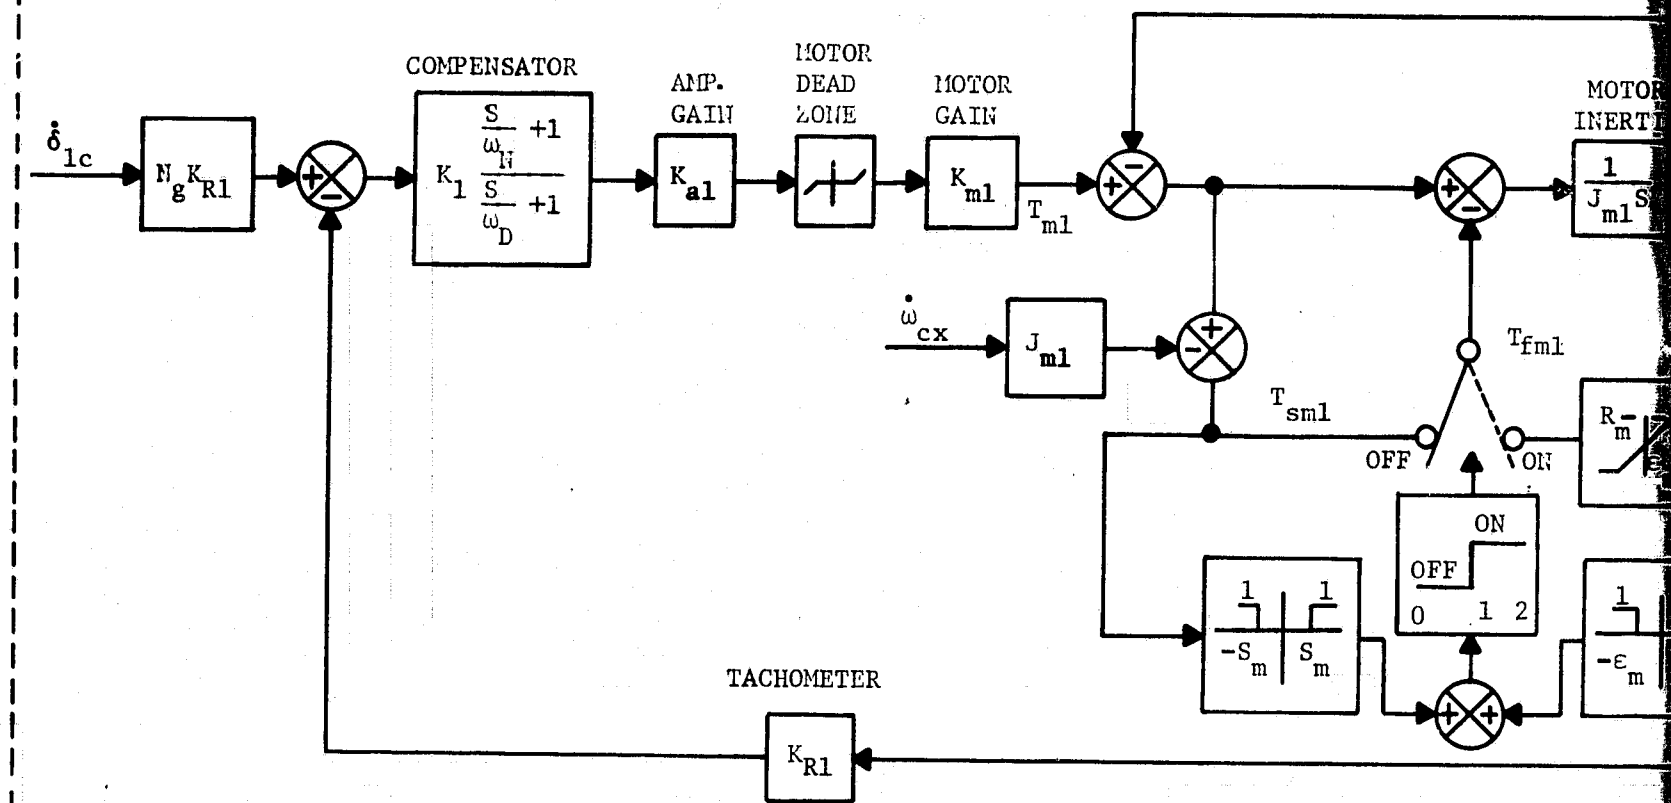 COMPENSATOR
AMP.
GAIN
MOTOR
DEAD
ZONE
MOTOR
GAIN
MOTOR
INERTI
δ̇1c
NgKR1
+
−
K1
S/ωN +1
S/ωD +1
Ka1
Km1
Tm1
+
−
+
−
1/Jm1S
ω̇cx
Jm1
−
+
Tsm1
Tfm1
OFF
ON
Rm
ON
OFF
0 1 2
1 1
-Sm Sm
+ +
1
-εm
TACHOMETER
KR1